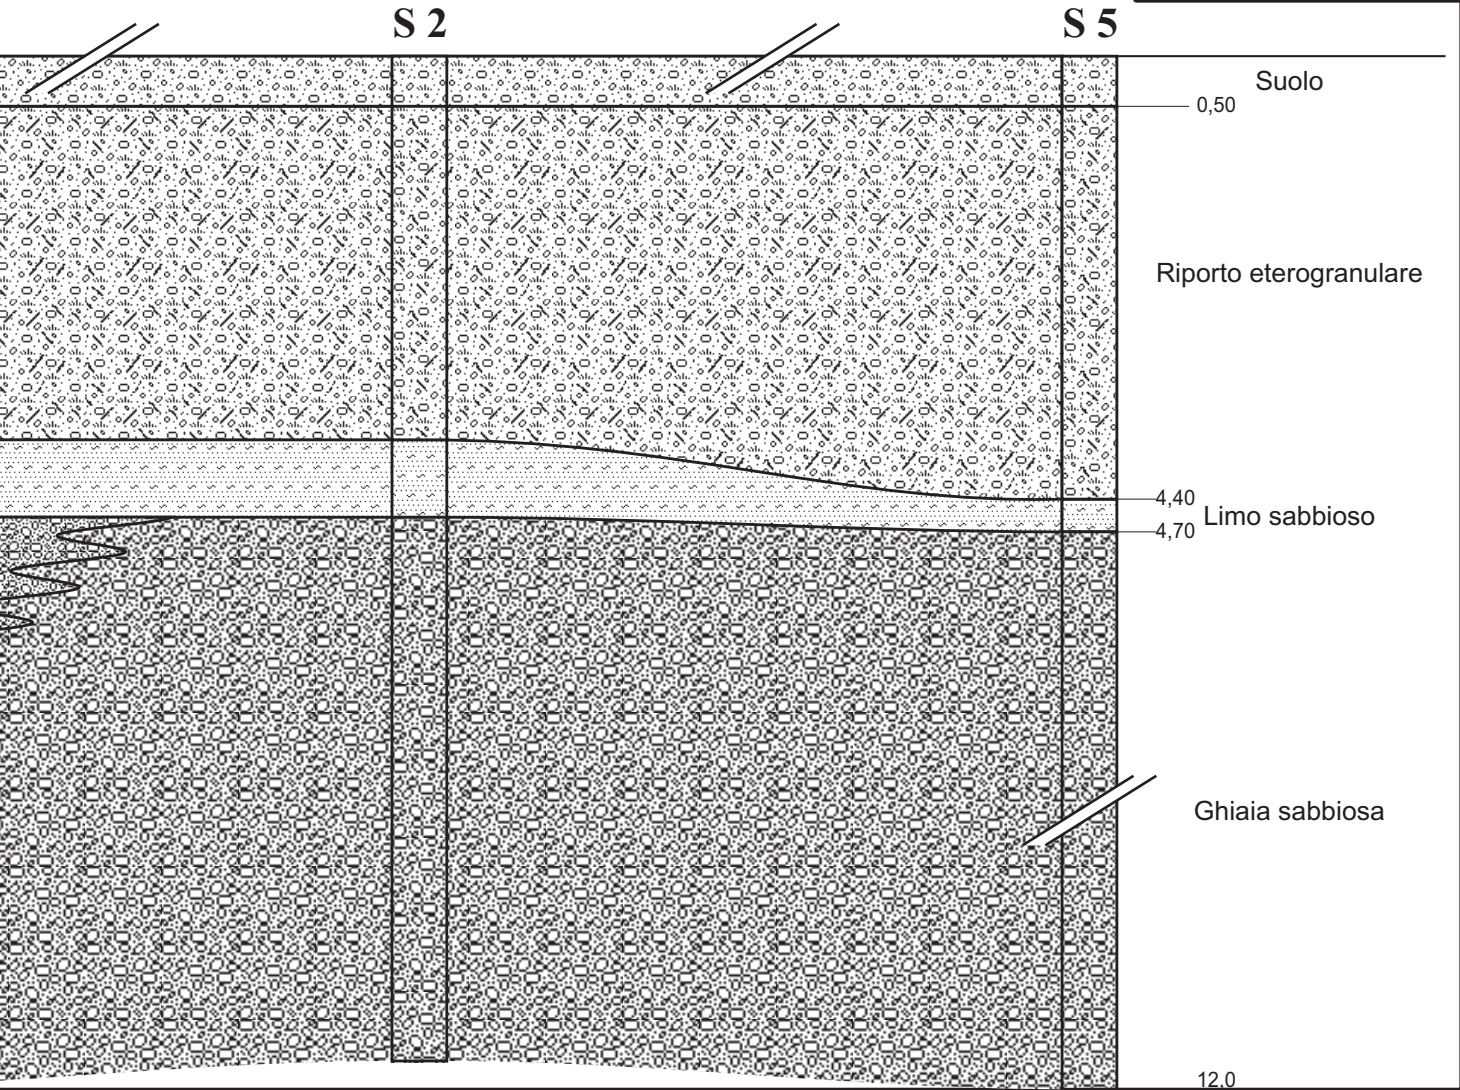 S 2
S 5
Suolo
0,50
Riporto eterogranulare
4,40
Limo sabbioso
4,70
Ghiaia sabbiosa
12,0